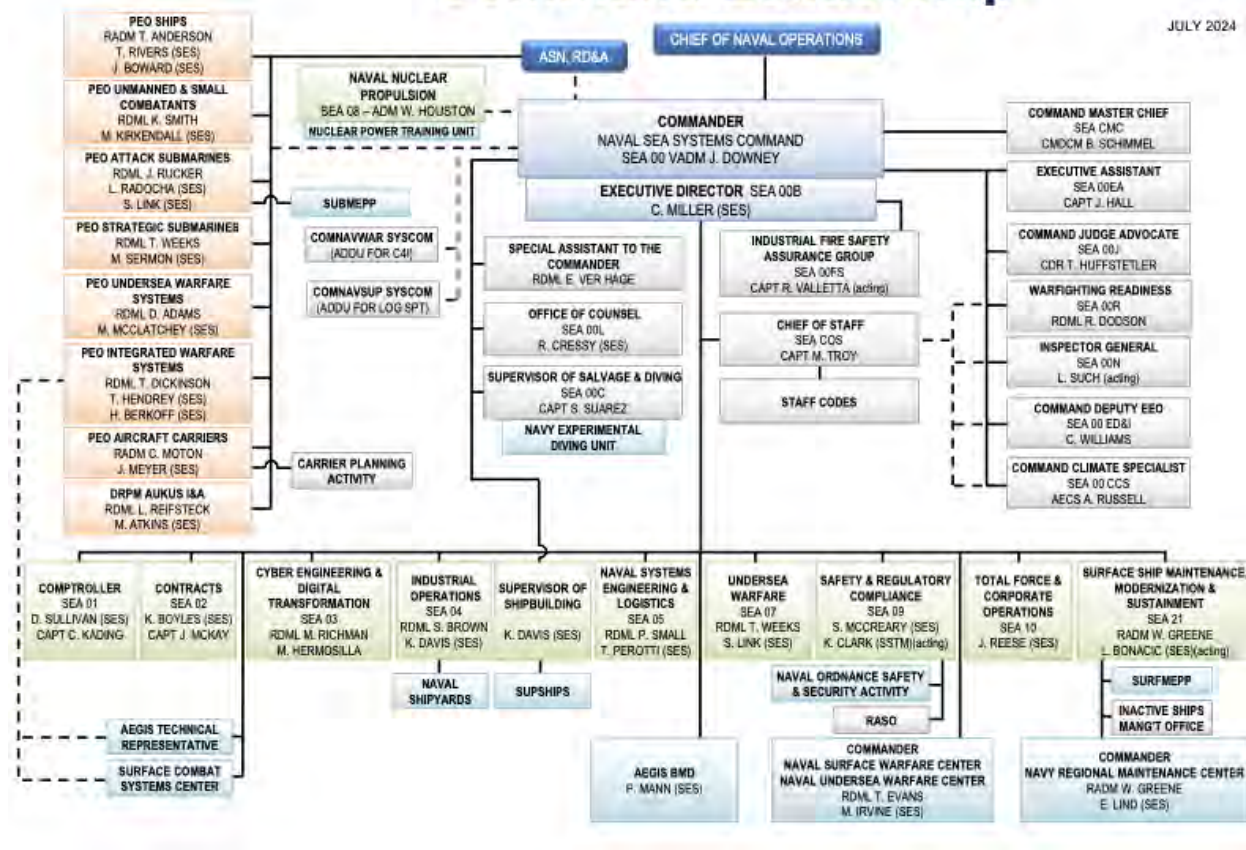 JULY 2024
PEO SHIPS
RADM T. ANDERSON
T. RIVERS (SES)
J. BOWARD (SES)
PEO UNMANNED & SMALL
COMBATANTS
RDML K. SMITH
M. KIRKENDALL (SES)
PEO ATTACK SUBMARINES
RDML J. RUCKER
L. RADOCHA (SES)
S. LINK (SES)
PEO STRATEGIC SUBMARINES
RDML T. WEEKS
M. SERMON (SES)
PEO UNDERSEA WARFARE
SYSTEMS
RDML D. ADAMS
M. MCCLATCHEY (SES)
PEO INTEGRATED WARFARE
SYSTEMS
RDML T. DICKINSON
T. HENDREY (SES)
H. BERKOFF (SES)
PEO AIRCRAFT CARRIERS
RADM C. MOTON
J. MEYER (SES)
DRPM AUKUS I&A
RDML L. REIFSTECK
M. ATKINS (SES)
ASN, RD&A
CHIEF OF NAVAL OPERATIONS
NAVAL NUCLEAR
PROPULSION
SEA 08 – ADM W. HOUSTON
NUCLEAR POWER TRAINING UNIT
SUBMEPP
COMNAVWAR SYSCOM
(ADDU FOR C4I)
COMNAVSUP SYSCOM
(ADDU FOR LOG SPT)
CARRIER PLANNING
ACTIVITY
COMMANDER
NAVAL SEA SYSTEMS COMMAND
SEA 00 VADM J. DOWNEY
EXECUTIVE DIRECTOR SEA 00B
C. MILLER (SES)
SPECIAL ASSISTANT TO THE
COMMANDER
RDML E. VER HAGE
OFFICE OF COUNSEL
SEA 00L
R. CRESSY (SES)
SUPERVISOR OF SALVAGE & DIVING
SEA 00C
CAPT S. SUAREZ
NAVY EXPERIMENTAL
DIVING UNIT
INDUSTRIAL FIRE SAFETY
ASSURANCE GROUP
SEA 00FS
CAPT R. VALLETTA (acting)
CHIEF OF STAFF
SEA COS
CAPT M. TROY
STAFF CODES
COMMAND MASTER CHIEF
SEA CMC
CMDCM B. SCHIMMEL
EXECUTIVE ASSISTANT
SEA 00EA
CAPT J. HALL
COMMAND JUDGE ADVOCATE
SEA 00J
CDR T. HUFFSTETLER
WARFIGHTING READINESS
SEA 00R
RDML R. DODSON
INSPECTOR GENERAL
SEA 00N
L. SUCH (acting)
COMMAND DEPUTY EEO
SEA 00 ED&I
C. WILLIAMS
COMMAND CLIMATE SPECIALIST
SEA 00 CCS
AECS A. RUSSELL
COMPTROLLER
SEA 01
D. SULLIVAN (SES)
CAPT C. KADING
CONTRACTS
SEA 02
K. BOYLES (SES)
CAPT J. MCKAY
CYBER ENGINEERING &
DIGITAL
TRANSFORMATION
SEA 03
RDML M. RICHMAN
M. HERMOSILLA
INDUSTRIAL
OPERATIONS
SEA 04
RDML S. BROWN
K. DAVIS (SES)
NAVAL
SHIPYARDS
SUPERVISOR OF
SHIPBUILDING
K. DAVIS (SES)
SUPSHIPS
NAVAL SYSTEMS
ENGINEERING &
LOGISTICS
SEA 05
RDML P. SMALL
T. PEROTTI (SES)
UNDERSEA
WARFARE
SEA 07
RDML T. WEEKS
S. LINK (SES)
SAFETY & REGULATORY
COMPLIANCE
SEA 09
S. MCCREARY (SES)
K. CLARK (SSTM)(acting)
NAVAL ORDNANCE SAFETY
& SECURITY ACTIVITY
RASO
TOTAL FORCE &
CORPORATE
OPERATIONS
SEA 10
J. REESE (SES)
SURFACE SHIP MAINTENANCE,
MODERNIZATION &
SUSTAINMENT
SEA 21
RADM W. GREENE
L. BONACIC (SES)(acting)
SURFMEPP
INACTIVE SHIPS
MANG'T OFFICE
AEGIS TECHNICAL
REPRESENTATIVE
SURFACE COMBAT
SYSTEMS CENTER
AEGIS BMD
P. MANN (SES)
COMMANDER
NAVAL SURFACE WARFARE CENTER
NAVAL UNDERSEA WARFARE CENTER
RDML T. EVANS
M. IRVINE (SES)
COMMANDER
NAVY REGIONAL MAINTENANCE CENTER
RADM W. GREENE
E. LIND (SES)